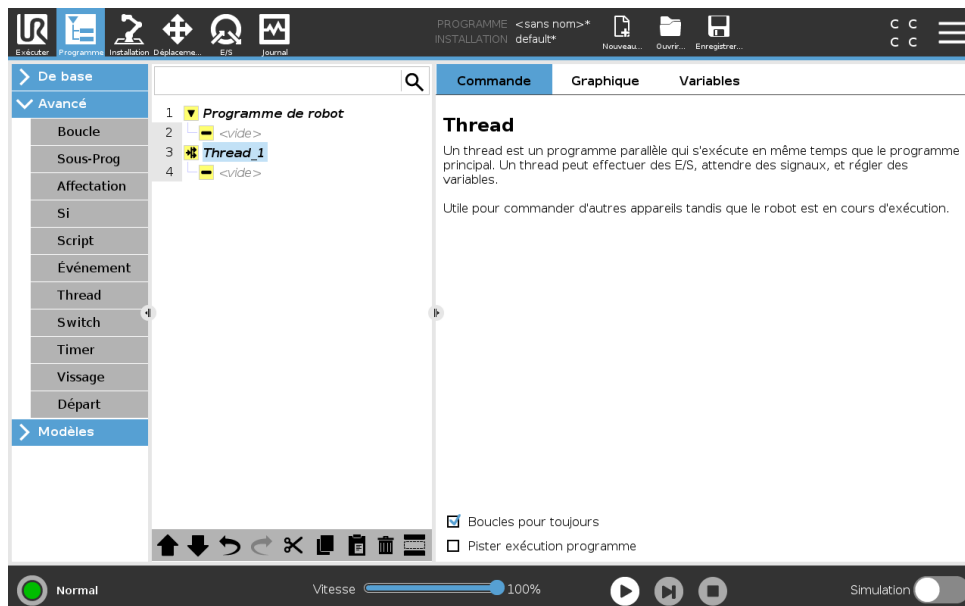 PROGRAMME <sans nom>*
INSTALLATION default*
Exécuter Programme Installation Déplaceme... E/S Journal Nouveau... Ouvrir... Enregistrer...
C C
C C
De base
Avancé
Boucle
Sous-Prog
Affectation
Si
Script
Événement
Thread
Switch
Timer
Vissage
Départ
Modèles
1 Programme de robot
2 <vide>
3 Thread_1
4 <vide>
Commande Graphique Variables
Thread
Un thread est un programme parallèle qui s'exécute en même temps que le programme
principal. Un thread peut effectuer des E/S, attendre des signaux, et régler des
variables.
Utile pour commander d'autres appareils tandis que le robot est en cours d'exécution.
Boucles pour toujours
Pister exécution programme
Normal Vitesse 100% Simulation